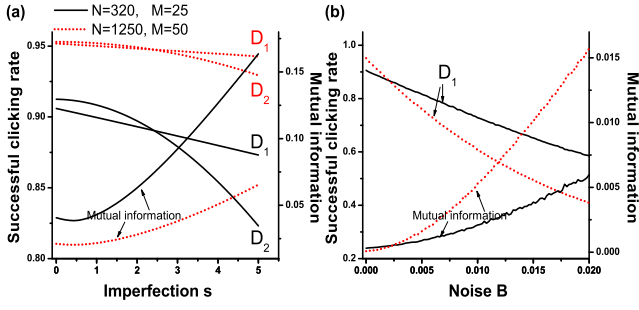 (a)
N=320, M=25
N=1250, M=50
(b)
0.95
0.90
0.85
0.80
Successful clicking rate
D1
D2
D1
D2
Mutual information
0.15
0.10
0.05
Mutual information
0 1 2 3 4 5
Imperfection s
1.0
0.8
0.6
0.4
0.2
Successful clicking rate
D1
Mutual information
0.015
0.010
0.005
0.000
Mutual information
0.000 0.005 0.010 0.015 0.020
Noise B